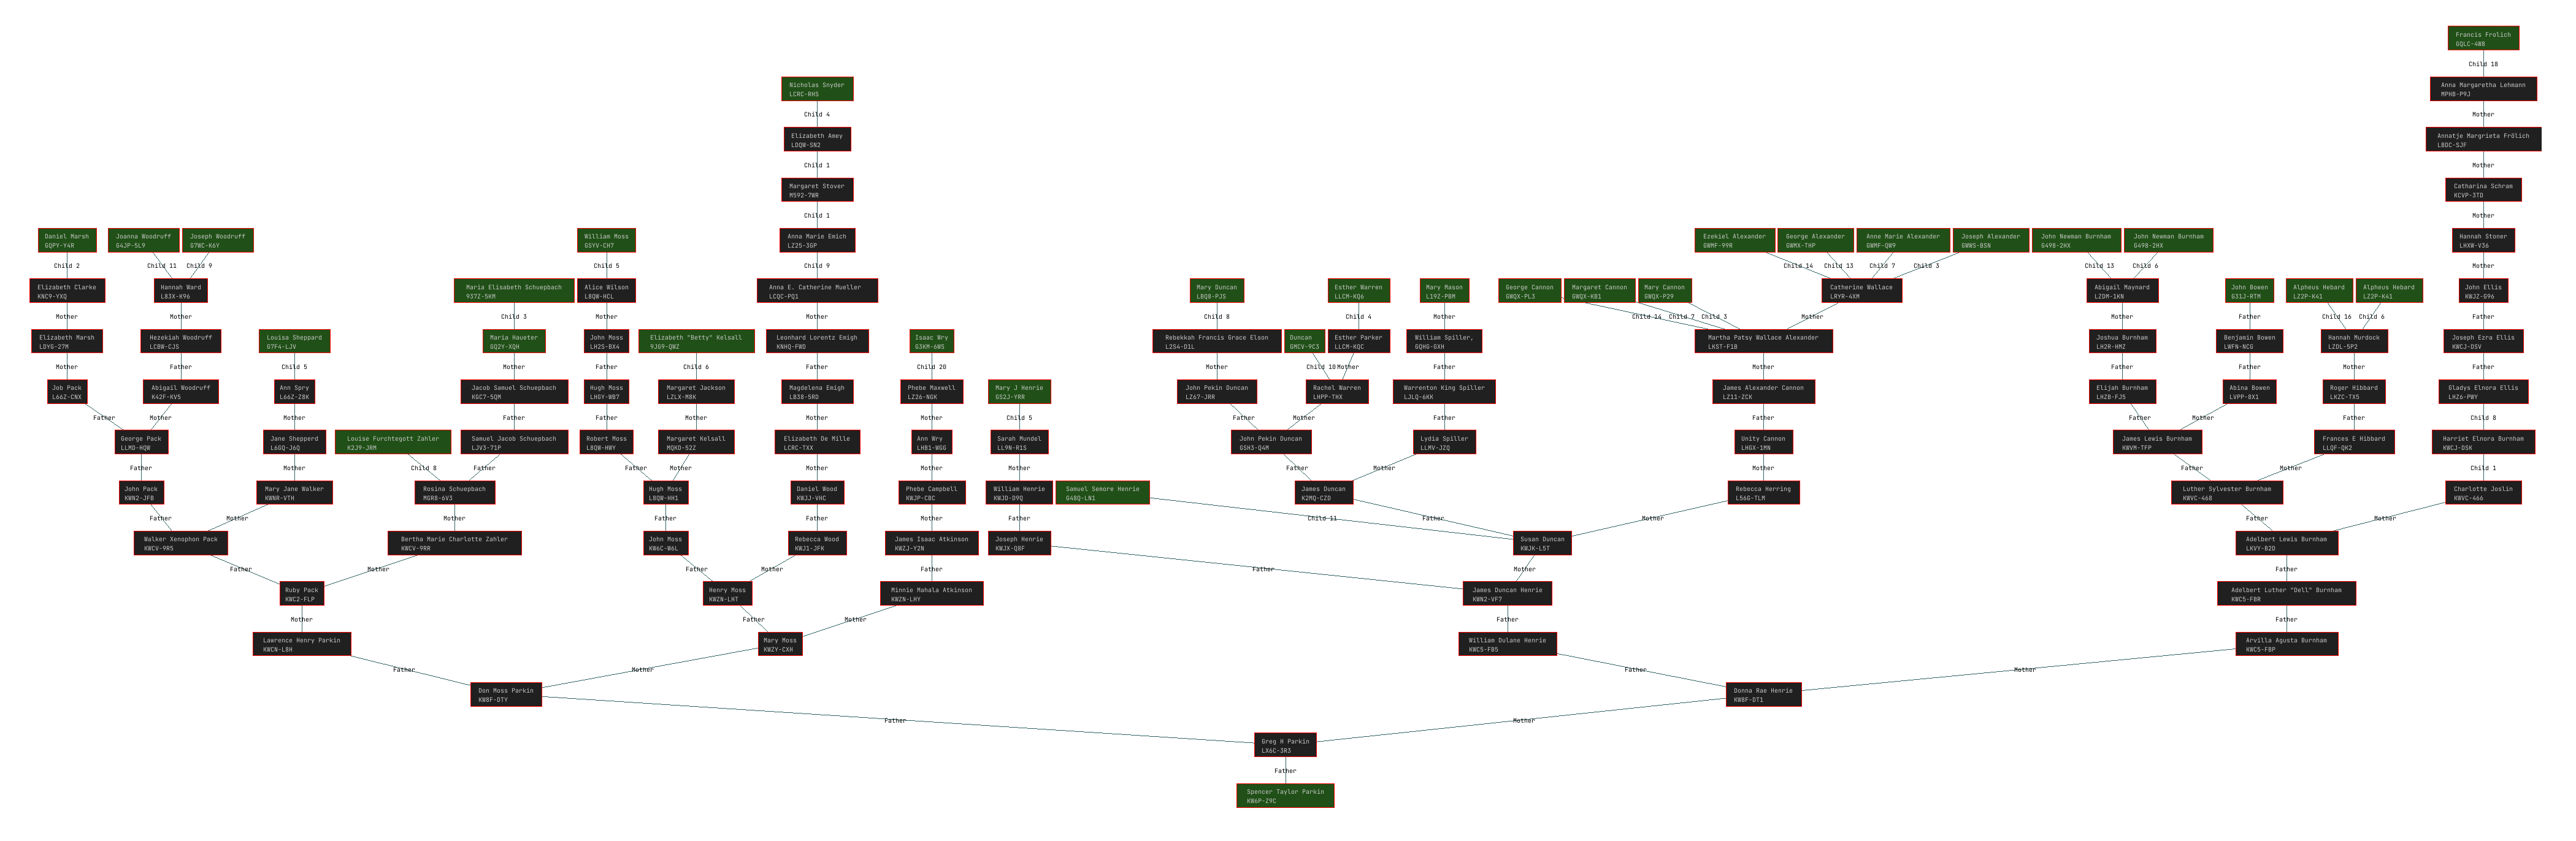 Francis Frolich
GQLC-4W8
Child 18
Nicholas Snyder
LCRC-RHS
Anna Margaretha Lehmann
MPHB-P9J
Child 4
Mother
Elizabeth Amey
LDQW-SN2
Annatje Margrieta Frölich
L8DC-SJF
Child 1
Mother
Margaret Stover
M592-7WR
Catharina Schram
KCVP-3TD
Child 1
Mother
Daniel Marsh
GQPY-Y4R
Joanna Woodruff
G4JP-5L9
Joseph Woodruff
G7WC-K6Y
William Moss
GSYV-CH7
Anna Marie Emich
LZ25-3GP
Ezekiel Alexander
GWMF-99R
George Alexander
GWMX-THP
Anne Marie Alexander
GWMF-QW9
Joseph Alexander
GWWS-BSN
John Newman Burnham
G498-2HX
John Newman Burnham
G498-2HX
Hannah Stoner
LHXW-V36
Child 2
Child 11
Child 9
Child 5
Child 9
Child 14
Child 13
Child 7
Child 3
Child 13
Child 6
Mother
Elizabeth Clarke
KNC9-YXQ
Hannah Ward
L83X-K96
Maria Elisabeth Schuepbach
937Z-5KM
Alice Wilson
L8QW-HCL
Anna E. Catherine Mueller
LCQC-PQ1
Mary Duncan
LBQ8-PJS
Esther Warren
LLCM-KQ6
Mary Mason
L19Z-PBM
George Cannon
GWQX-PL3
Margaret Cannon
GWQX-K81
Mary Cannon
GWQX-P29
Catherine Wallace
LRYR-4XM
Abigail Maynard
LZDM-1KN
John Bowen
G31J-RTM
Alpheus Hebard
LZ2P-K41
Alpheus Hebard
LZ2P-K41
John Ellis
KWJZ-G96
Mother
Mother
Child 3
Mother
Mother
Child 8
Child 4
Mother
Child 14
Child 7
Child 3
Mother
Mother
Father
Child 16
Child 6
Father
Elizabeth Marsh
LDYG-27M
Hezekiah Woodruff
LCBW-CJS
Louisa Sheppard
G7F4-LJV
Maria Haueter
GQ2Y-XQH
John Moss
LH2S-BX4
Elizabeth "Betty" Kelsall
9JG9-QWZ
Leonhard Lorentz Emigh
KNHQ-FWD
Isaac Wry
G3KM-6WS
Rebekkah Francis Grace Elson
L2S4-D1L
Duncan
GMCV-9C3
Esther Parker
LLCM-KQC
William Spiller,
GQHG-GXH
Martha Patsy Wallace Alexander
LKST-F18
Joshua Burnham
LH2R-HMZ
Benjamin Bowen
LWFN-NCG
Hannah Murdock
LZDL-5P2
Joseph Ezra Ellis
KWCJ-DSV
Mother
Father
Child 5
Mother
Father
Child 6
Father
Child 20
Mother
Child 10
Mother
Father
Mother
Father
Father
Mother
Father
Job Pack
L66Z-CNX
Abigail Woodruff
K42F-KV5
Ann Spry
L66Z-Z8K
Jacob Samuel Schuepbach
KGC7-5QM
Hugh Moss
LHGY-WB7
Margaret Jackson
LZLX-M8K
Magdelena Emigh
LB38-5RD
Phebe Maxwell
LZ26-NGK
Mary J Henrie
GS2J-YRR
John Pekin Duncan
LZ67-JRR
Rachel Warren
LHPP-THX
Warrenton King Spiller
LJLQ-6KK
James Alexander Cannon
LZ11-ZCK
Elijah Burnham
LHZB-FJ5
Abina Bowen
LVPP-8X1
Roger Hibbard
LKZC-TX5
Gladys Elnora Ellis
LHZ6-PWY
Father
Mother
Mother
Father
Father
Mother
Father
Mother
Child 5
Father
Mother
Father
Father
Father
Mother
Father
Child 8
George Pack
LLMD-HQW
Jane Shepperd
L6GQ-J6Q
Louise Furchtegott Zahler
K2J9-JRM
Samuel Jacob Schuepbach
LJV3-71P
Robert Moss
L8QW-HWY
Margaret Kelsall
MQKD-52Z
Elizabeth De Mille
LCRC-TXX
Ann Wry
LHB1-WGG
Sarah Mundel
LL9N-R1S
John Pekin Duncan
GSH3-Q4M
Lydia Spiller
LLMV-JZQ
Unity Cannon
LHGX-1MN
James Lewis Burnham
KWVM-TFP
Frances E Hibbard
LLQF-QK2
Harriet Elnora Burnham
KWCJ-DSK
Father
Mother
Child 8
Father
Father
Mother
Mother
Mother
Father
Father
Mother
Mother
Father
Mother
Child 1
John Pack
KWN2-JF8
Mary Jane Walker
KWNR-VTH
Rosina Schuepbach
MGR8-6V3
Hugh Moss
L8QW-HH1
Daniel Wood
KWJJ-VHC
Phebe Campbell
KWJP-C8C
William Henrie
KWJD-D9Q
Samuel Semore Henrie
G48Q-LN1
James Duncan
K2MQ-CZD
Rebecca Herring
L56G-TLM
Luther Sylvester Burnham
KWVC-468
Charlotte Joslin
KWVC-466
Father
Mother
Mother
Father
Father
Mother
Father
Child 11
Father
Mother
Father
Mother
Walker Xenophon Pack
KWCV-9R5
Bertha Marie Charlotte Zahler
KWCV-9RR
John Moss
KW6C-W6L
Rebecca Wood
KWJ1-JFK
James Isaac Atkinson
KWZJ-Y2N
Joseph Henrie
KWJX-Q8F
Susan Duncan
KWJK-L5T
Adelbert Lewis Burnham
LKVY-B2D
Father
Mother
Father
Mother
Father
Father
Mother
Father
Ruby Pack
KWC2-FLP
Henry Moss
KWZN-LHT
Minnie Mahala Atkinson
KWZN-LHY
James Duncan Henrie
KWN2-VF7
Adelbert Luther "Dell" Burnham
KWC5-FBR
Mother
Father
Mother
Father
Father
Lawrence Henry Parkin
KWCN-L8H
Mary Moss
KWZY-CXH
William Dulane Henrie
KWC5-FB5
Arvilla Agusta Burnham
KWC5-FBP
Father
Mother
Father
Mother
Don Moss Parkin
KW8F-DTY
Donna Rae Henrie
KW8F-DT1
Father
Mother
Greg H Parkin
LX6C-3R3
Father
Spencer Taylor Parkin
KW6P-Z9C